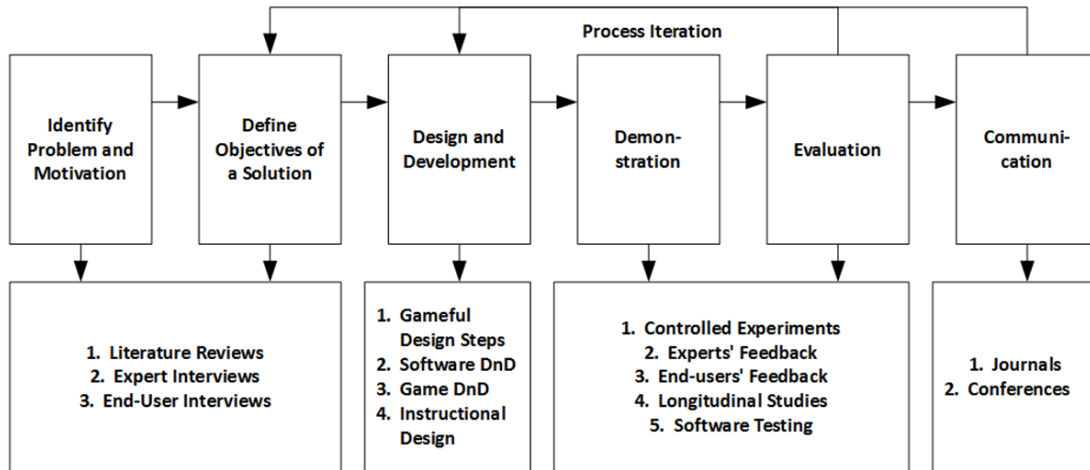 Process Iteration
Identify
Problem and
Motivation
Define
Objectives of
a Solution
Design and
Development
Demon-
stration
Evaluation
Communi-
cation
1. Literature Reviews
2. Expert Interviews
3. End-User Interviews
1. Gameful
Design Steps
2. Software DnD
3. Game DnD
4. Instructional
Design
1. Controlled Experiments
2. Experts' Feedback
3. End-users' Feedback
4. Longitudinal Studies
5. Software Testing
1. Journals
2. Conferences